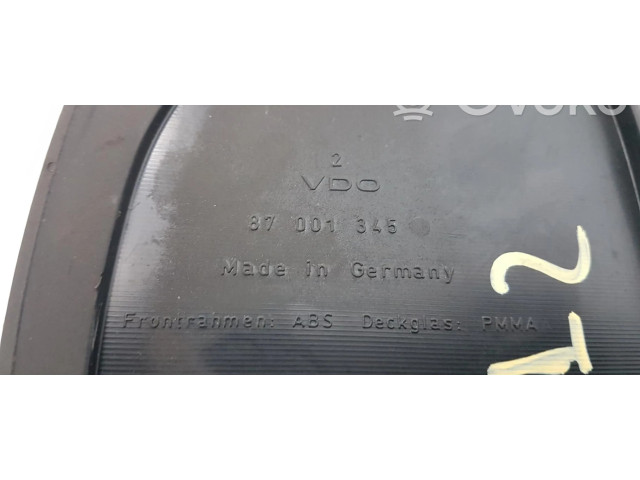 2
VDO
87 001 345
Made in Germany
Frontrahmen: ABS Deckglas: PMMA